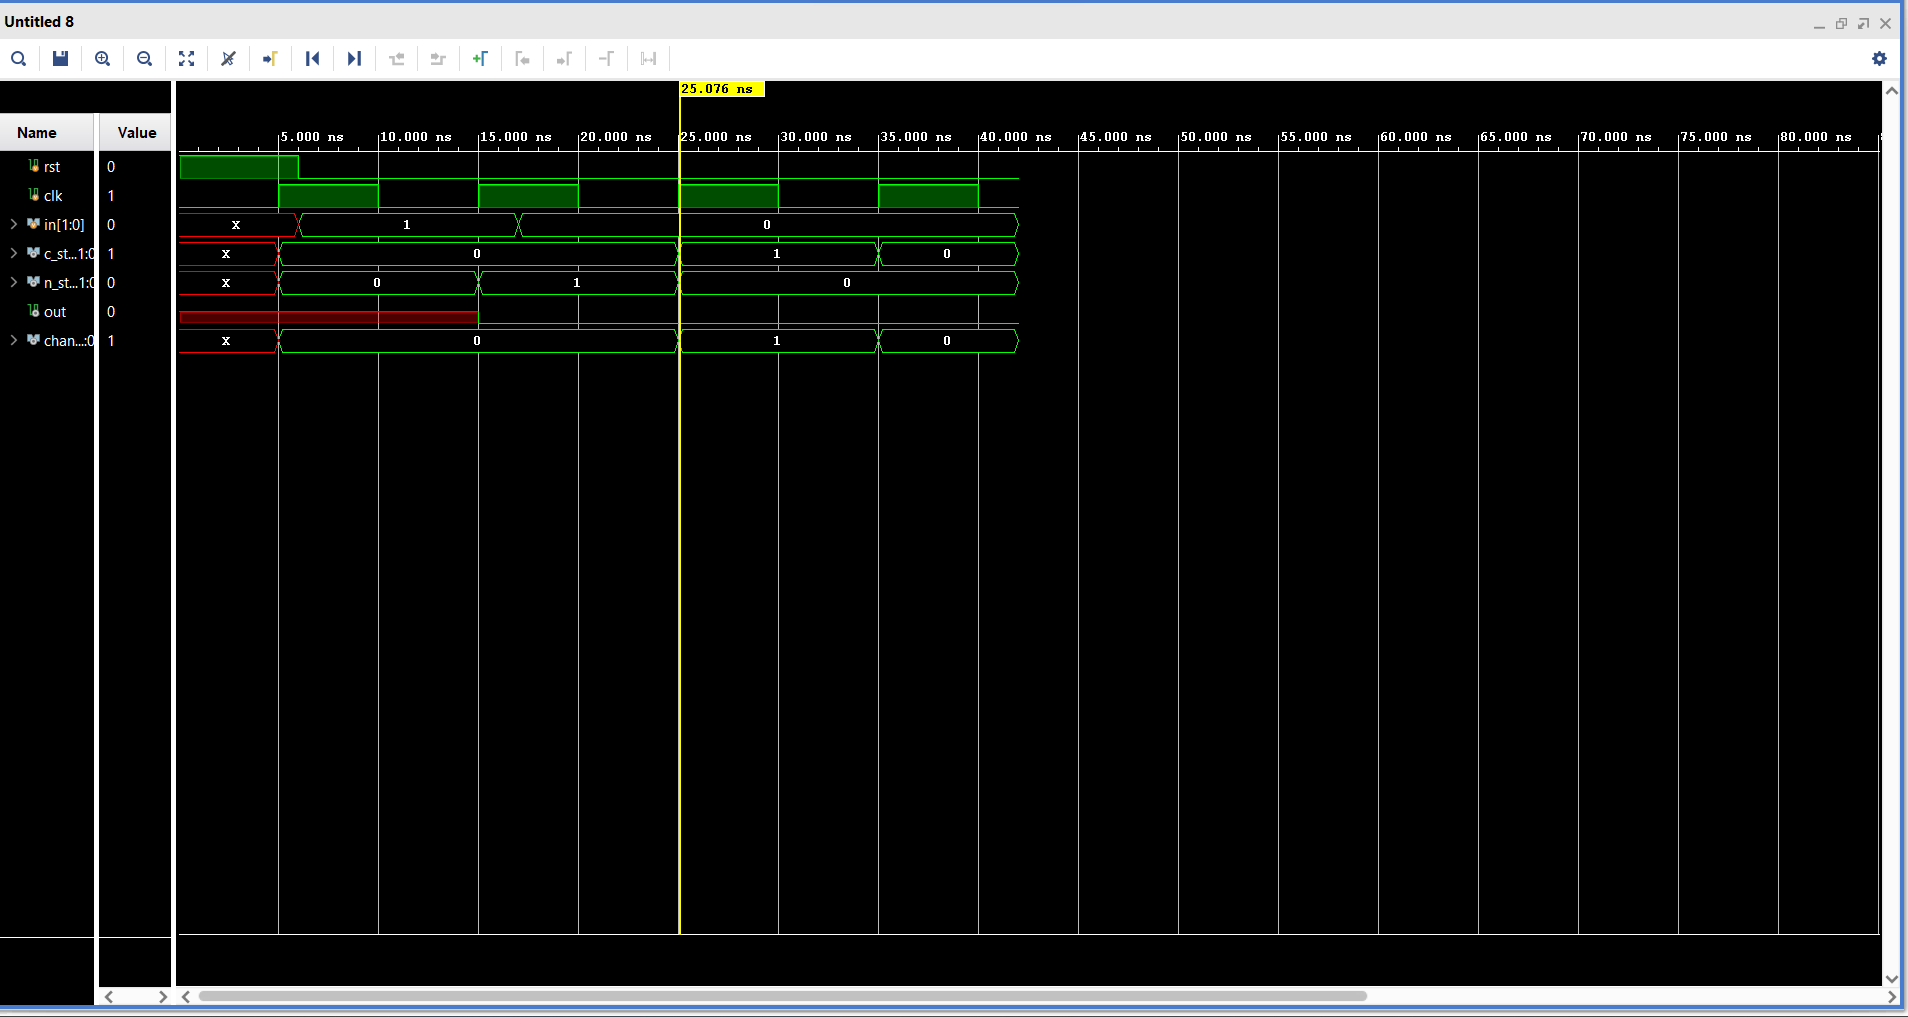 Untitled 8
25.076 ns
Name Value
5.000 ns 10.000 ns 15.000 ns 20.000 ns 25.000 ns 30.000 ns 35.000 ns 40.000 ns 45.000 ns 50.000 ns 55.000 ns 60.000 ns 65.000 ns 70.000 ns 75.000 ns 80.000 ns
rst 0
clk 1
in[1:0] 0 X 1 0
c_st...1:0 1 X 0 1 0
n_st...1:0 0 X 0 1 0
out 0
chan...:0 1 X 0 1 0